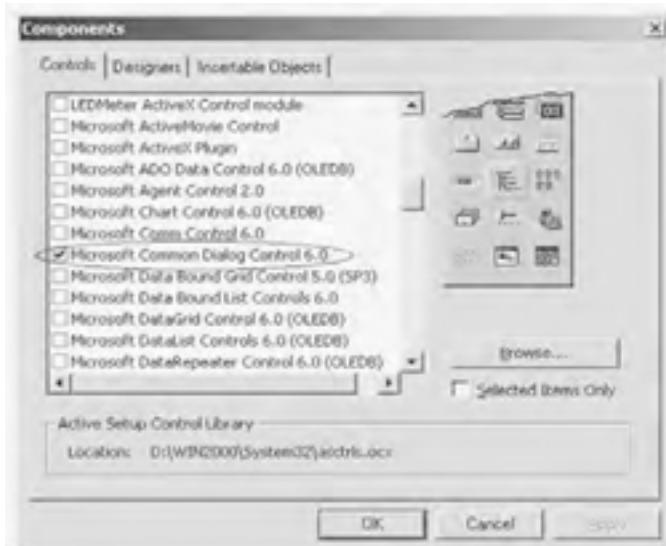 Components
Controls Designers Insertable Objects
LEDMeter ActiveX Control module
Microsoft ActiveMovie Control
Microsoft ActiveX Plugin
Microsoft ADO Data Control 6.0 (OLEDB)
Microsoft Agent Control 2.0
Microsoft Chart Control 6.0 (OLEDB)
Microsoft Comm Control 6.0
Microsoft Common Dialog Control 6.0
Microsoft Data Bound Grid Control 5.0 (SP3)
Microsoft Data Bound List Controls 6.0
Microsoft DataGrid Control 6.0 (OLEDB)
Microsoft DataList Controls 6.0 (OLEDB)
Microsoft DataRepeater Control 6.0 (OLEDB)
Browse...
Selected Items Only
Active Setup Control Library
Location: D:\WIN2000\System32\asctrls.ocx
OK Cancel Apply